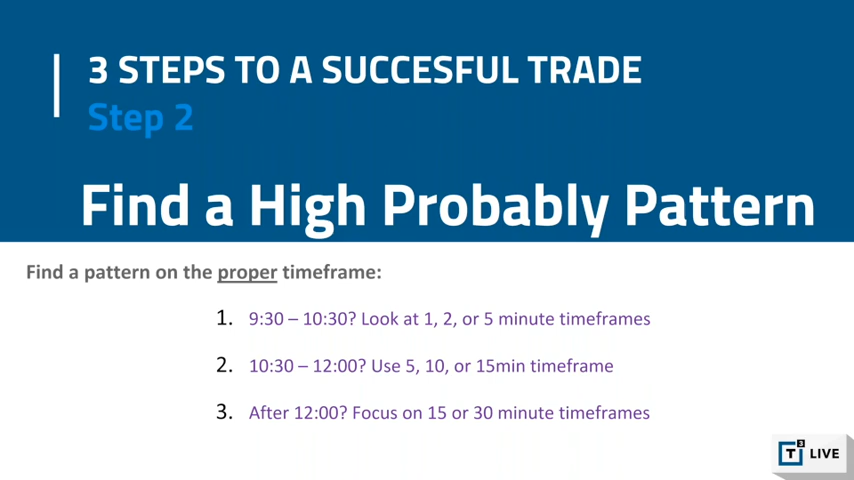 3 STEPS TO A SUCCESFUL TRADE
Step 2
Find a High Probably Pattern
Find a pattern on the proper timeframe:
1. 9:30 – 10:30? Look at 1, 2, or 5 minute timeframes
2. 10:30 – 12:00? Use 5, 10, or 15min timeframe
3. After 12:00? Focus on 15 or 30 minute timeframes
T3 LIVE